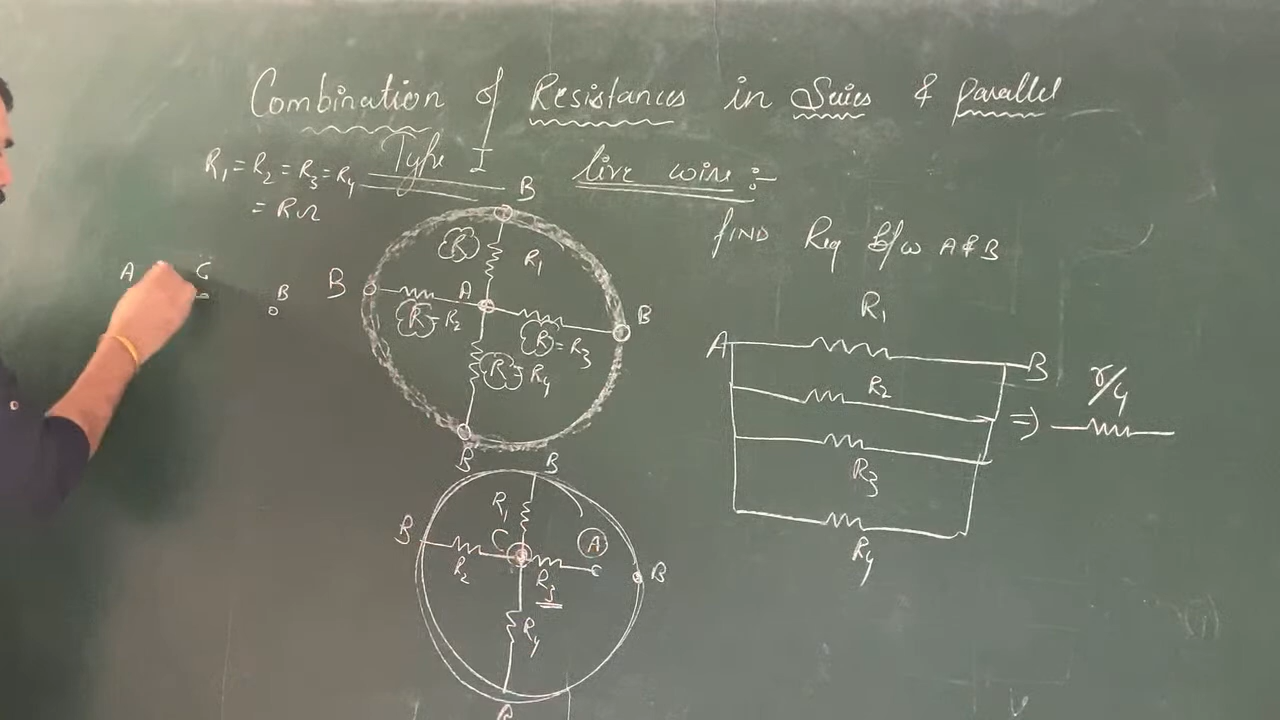 Combination of Resistances in Series & parallel
Type I live wire :-
R1 = R2 = R3 = R4
= RΩ
FIND Req b/w A & B
B
R R1
B A B
R = R2
R = R3
R = R4
B
A C B
R1
A B
R2
R3
R4
=> r/4
B
R1
B C A
R2 R3 C B
R4